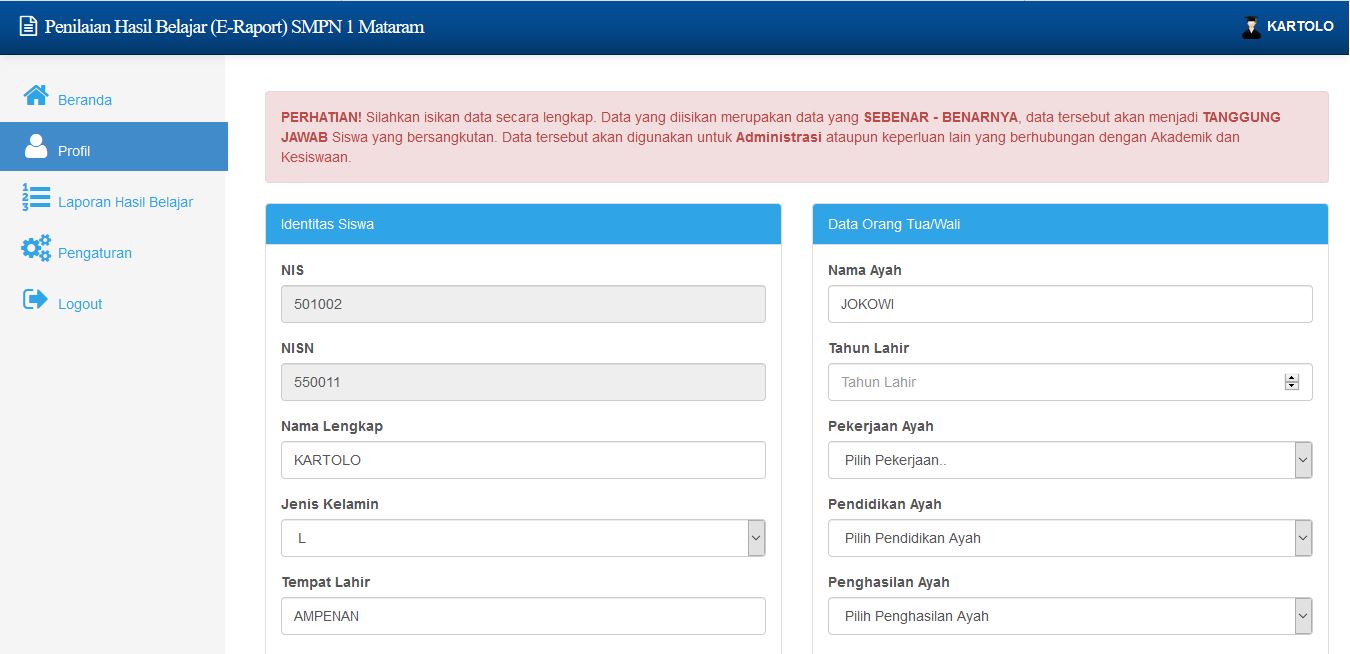 Penilaian Hasil Belajar (E-Raport) SMPN 1 Mataram
KARTOLO
Beranda
Profil
Laporan Hasil Belajar
Pengaturan
Logout
PERHATIAN! Silahkan isikan data secara lengkap. Data yang diisikan merupakan data yang SEBENAR - BENARNYA, data tersebut akan menjadi TANGGUNG
JAWAB Siswa yang bersangkutan. Data tersebut akan digunakan untuk Administrasi ataupun keperluan lain yang berhubungan dengan Akademik dan
Kesiswaan.
Identitas Siswa
NIS
501002
NISN
550011
Nama Lengkap
KARTOLO
Jenis Kelamin
L
Tempat Lahir
AMPENAN
Data Orang Tua/Wali
Nama Ayah
JOKOWI
Tahun Lahir
Tahun Lahir
Pekerjaan Ayah
Pilih Pekerjaan..
Pendidikan Ayah
Pilih Pendidikan Ayah
Penghasilan Ayah
Pilih Penghasilan Ayah